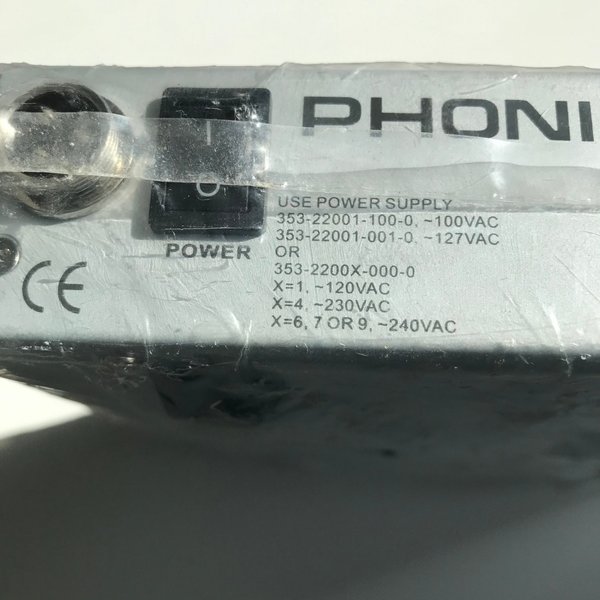 PHONI
I
O
POWER
USE POWER SUPPLY
353-22001-100-0, ~100VAC
353-22001-001-0, ~127VAC
OR
353-2200X-000-0
X=1, ~120VAC
X=4, ~230VAC
X=6, 7 OR 9, ~240VAC
CE